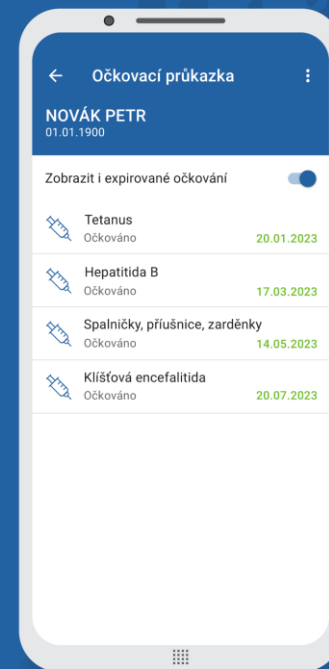 Očkovací průkazka
NOVÁK PETR
01.01.1900
Zobrazit i expirované očkování
Tetanus
Očkováno 20.01.2023
Hepatitida B
Očkováno 17.03.2023
Spalničky, příušnice, zarděnky
Očkováno 14.05.2023
Klíšťová encefalitida
Očkováno 20.07.2023